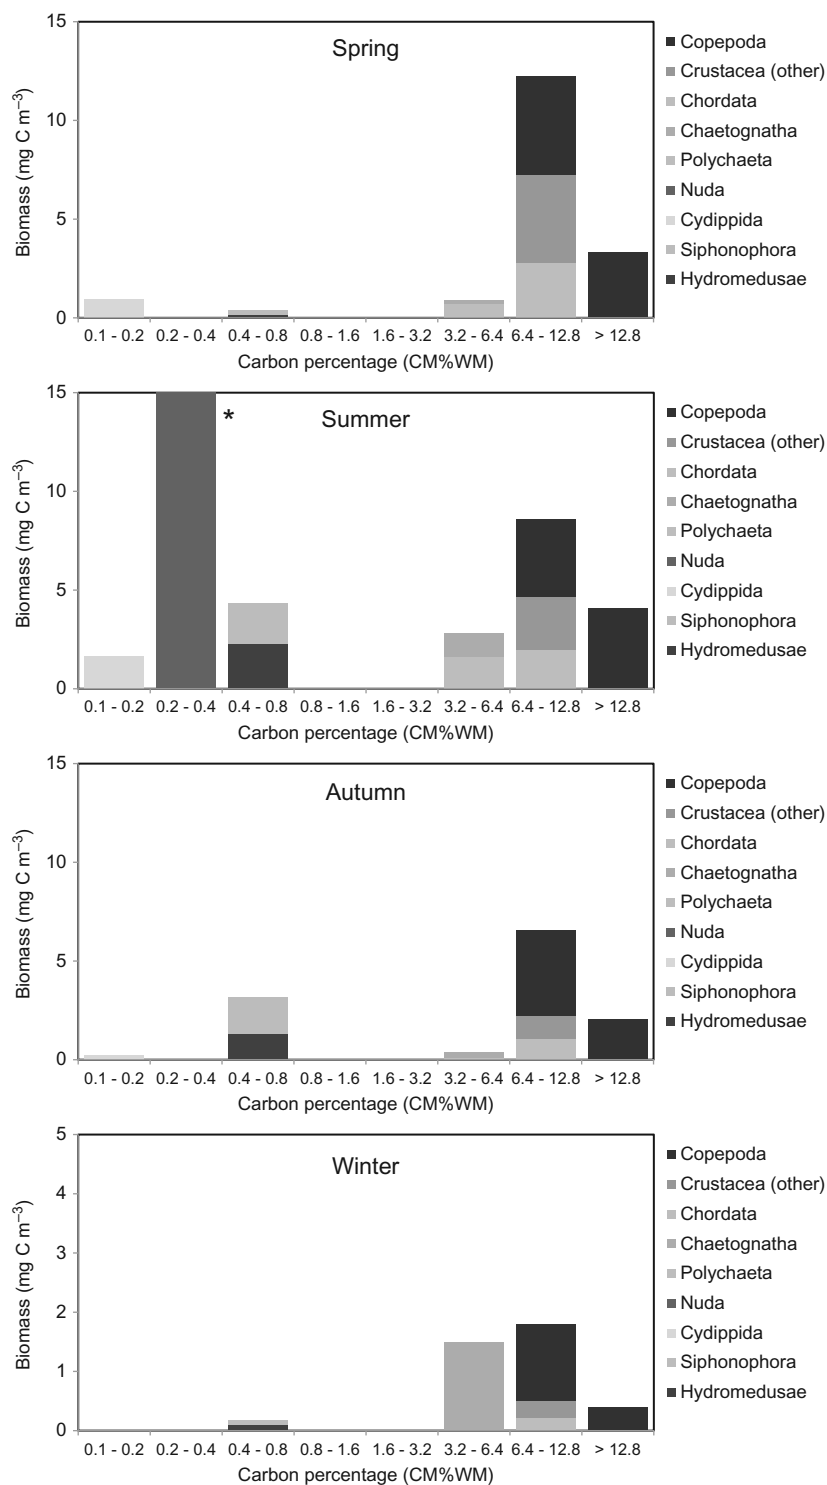 Spring
Biomass (mg C m⁻³)
15
10
5
0
0.1 - 0.2 0.2 - 0.4 0.4 - 0.8 0.8 - 1.6 1.6 - 3.2 3.2 - 6.4 6.4 - 12.8 > 12.8
Carbon percentage (CM%WM)
Copepoda
Crustacea (other)
Chordata
Chaetognatha
Polychaeta
Nuda
Cydippida
Siphonophora
Hydromedusae
Summer
*
Biomass (mg C m⁻³)
15
10
5
0
0.1 - 0.2 0.2 - 0.4 0.4 - 0.8 0.8 - 1.6 1.6 - 3.2 3.2 - 6.4 6.4 - 12.8 > 12.8
Carbon percentage (CM%WM)
Copepoda
Crustacea (other)
Chordata
Chaetognatha
Polychaeta
Nuda
Cydippida
Siphonophora
Hydromedusae
Autumn
Biomass (mg C m⁻³)
15
10
5
0
0.1 - 0.2 0.2 - 0.4 0.4 - 0.8 0.8 - 1.6 1.6 - 3.2 3.2 - 6.4 6.4 - 12.8 > 12.8
Carbon percentage (CM%WM)
Copepoda
Crustacea (other)
Chordata
Chaetognatha
Polychaeta
Nuda
Cydippida
Siphonophora
Hydromedusae
Winter
Biomass (mg C m⁻³)
5
4
3
2
1
0
0.1 - 0.2 0.2 - 0.4 0.4 - 0.8 0.8 - 1.6 1.6 - 3.2 3.2 - 6.4 6.4 - 12.8 > 12.8
Carbon percentage (CM%WM)
Copepoda
Crustacea (other)
Chordata
Chaetognatha
Polychaeta
Nuda
Cydippida
Siphonophora
Hydromedusae